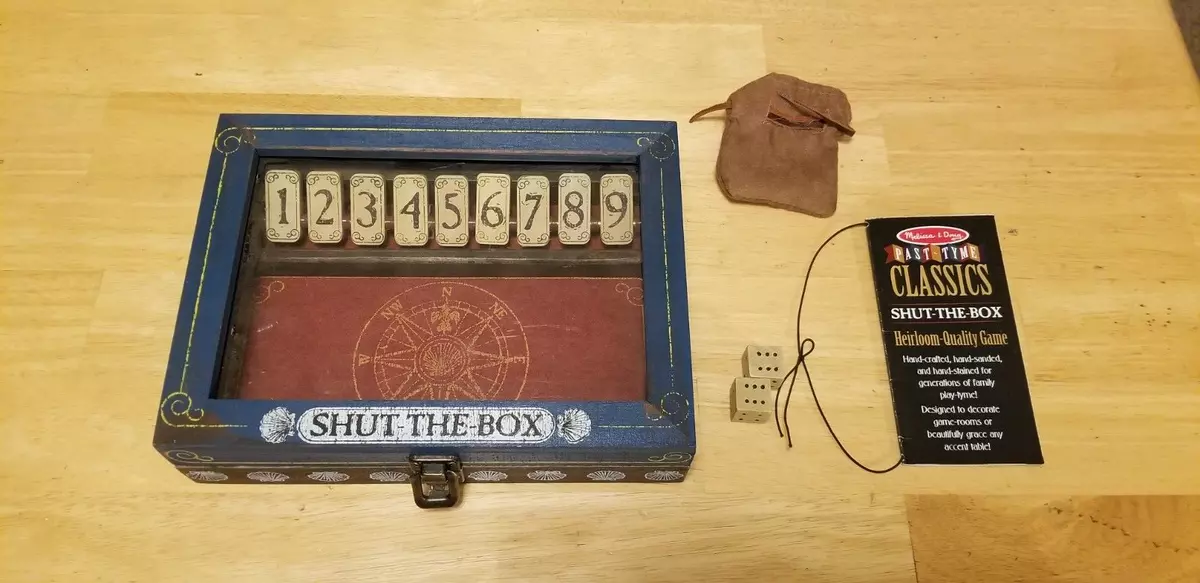 1 2 3 4 5 6 7 8 9
NW N NE
W E
SHUT-THE-BOX
Melissa & Doug
PAST-TYME
CLASSICS
SHUT-THE-BOX
Heirloom-Quality Game
Hand-crafted, hand-sanded,
and hand-stained for
generations of family
play-tyme!
Designed to decorate
game-rooms or
beautifully grace any
accent table!